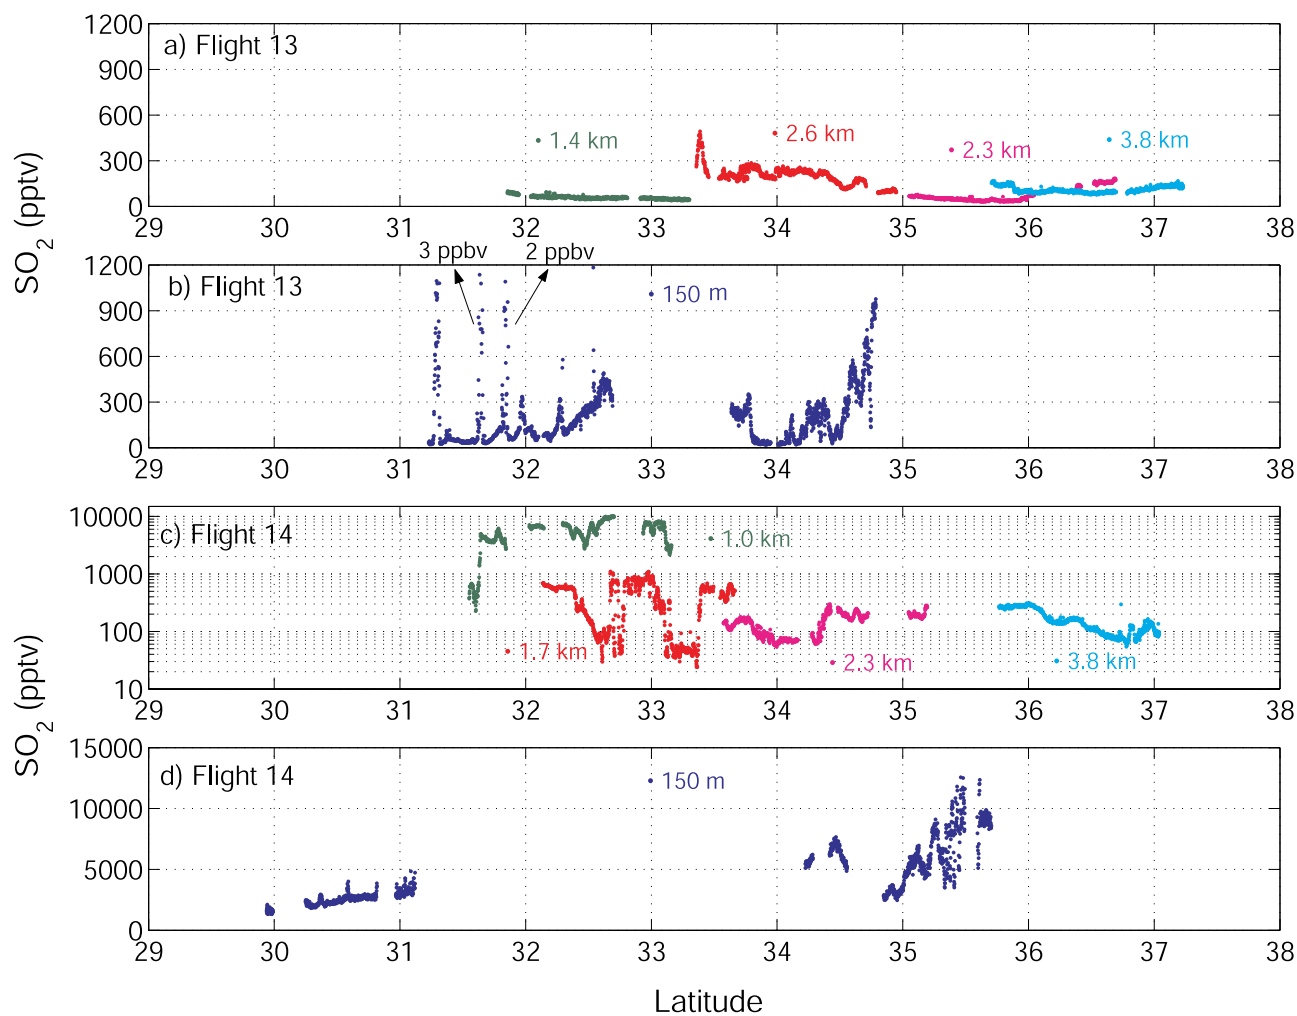 1200
a) Flight 13
900
600
1.4 km
2.6 km
2.3 km
3.8 km
300
0
29 30 31 32 33 34 35 36 37 38
SO2 (pptv)
3 ppbv
2 ppbv
1200
b) Flight 13
150 m
900
600
300
0
29 30 31 32 33 34 35 36 37 38
10000
c) Flight 14
1.0 km
1000
100
1.7 km
2.3 km
3.8 km
10
29 30 31 32 33 34 35 36 37 38
SO2 (pptv)
15000
d) Flight 14
150 m
10000
5000
0
29 30 31 32 33 34 35 36 37 38
Latitude